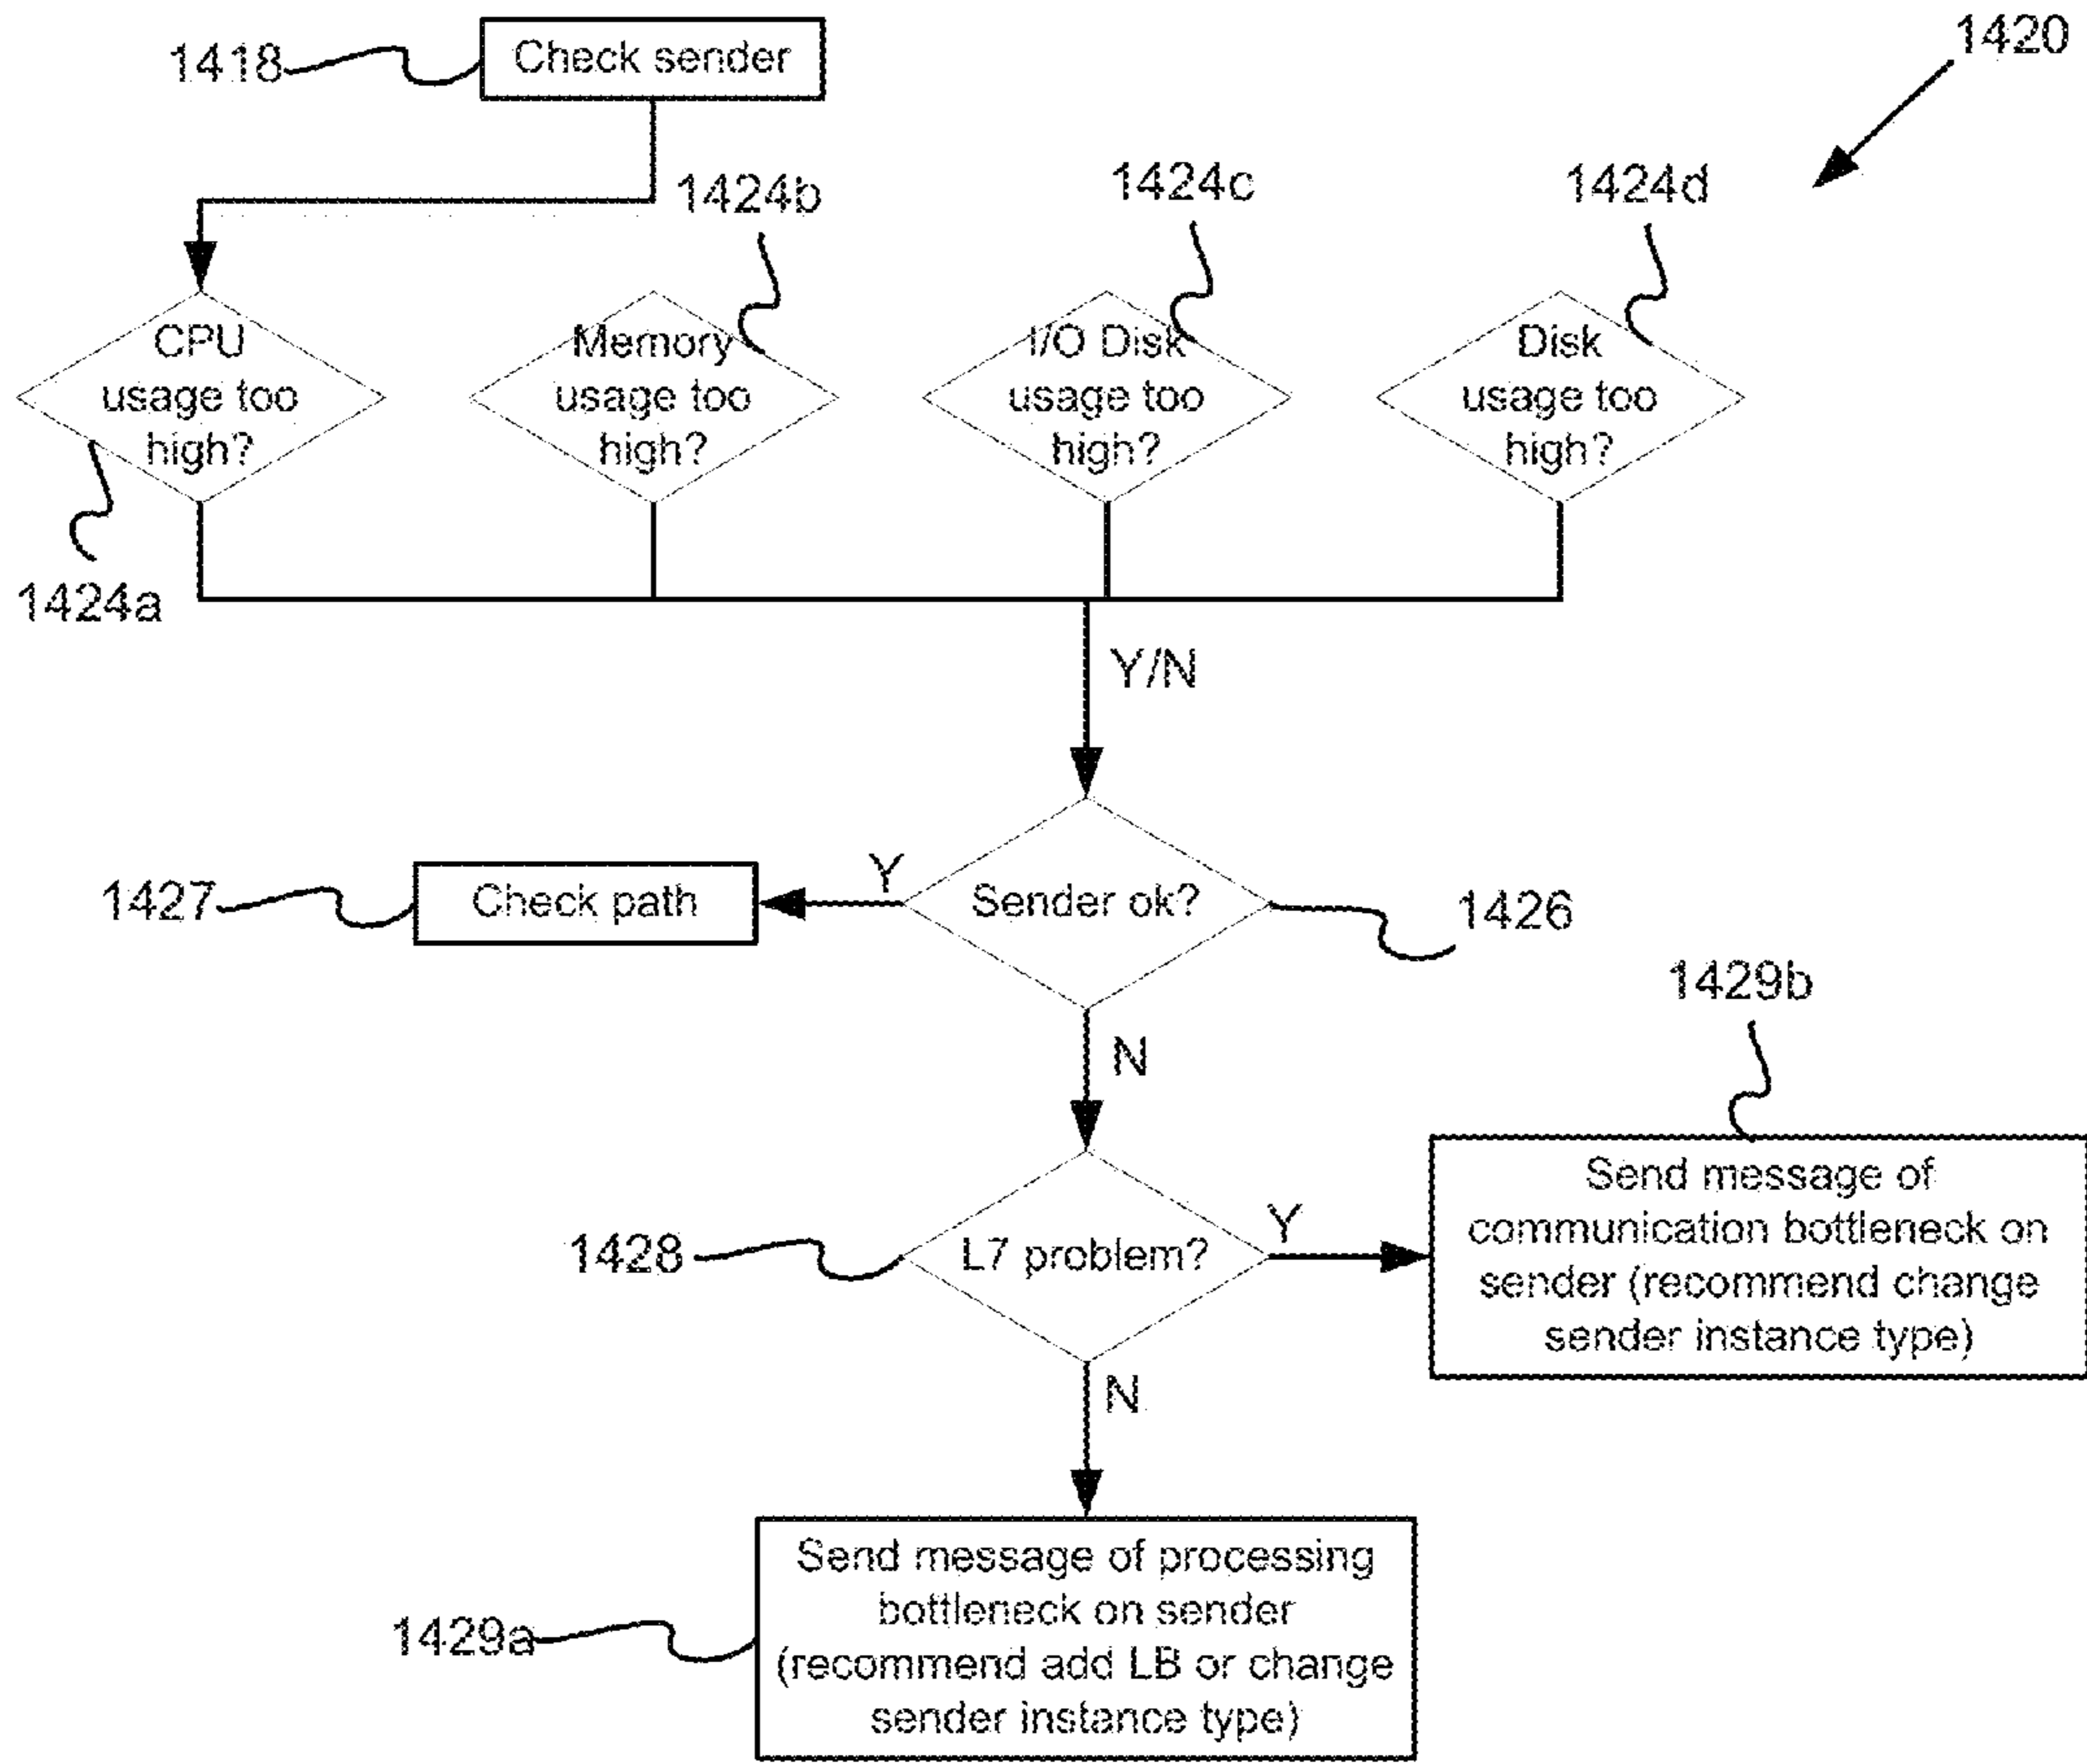 1418
Check sender
1420
1424b
1424c
1424d
CPU
usage too
high?
Memory
usage too
high?
I/O Disk
usage too
high?
Disk
usage too
high?
1424a
Y/N
1427
Check path
Y
Sender ok?
1426
N
1429b
1428
L7 problem?
Y
Send message of
communication bottleneck on
sender (recommend change
sender instance type)
N
1429a
Send message of processing
bottleneck on sender
(recommend add LB or change
sender instance type)